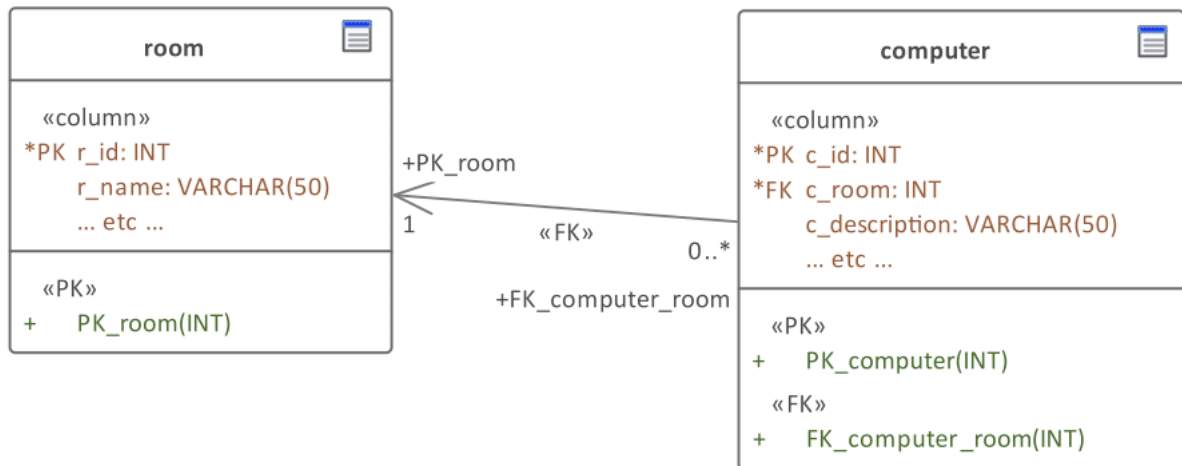 room
«column»
*PK r_id: INT
r_name: VARCHAR(50)
... etc ...
«PK»
+ PK_room(INT)
+PK_room
1
«FK»
0..*
+FK_computer_room
computer
«column»
*PK c_id: INT
*FK c_room: INT
c_description: VARCHAR(50)
... etc ...
«PK»
+ PK_computer(INT)
«FK»
+ FK_computer_room(INT)